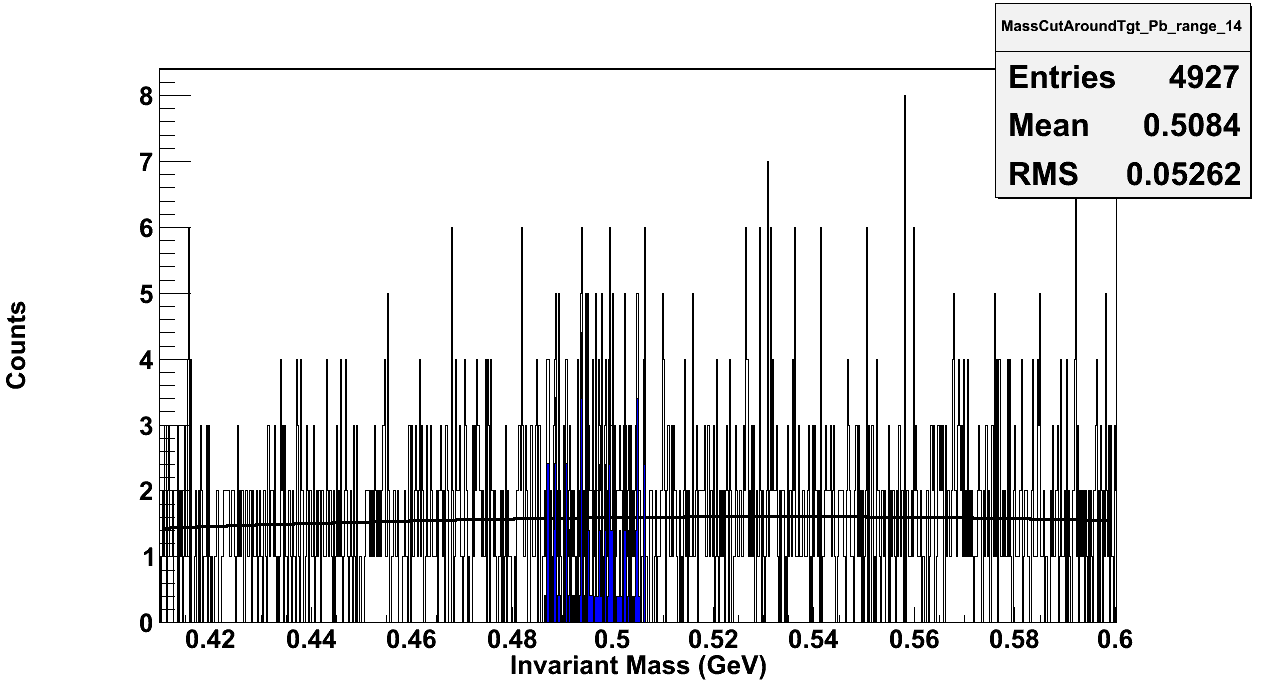 MassCutAroundTgt_Pb_range_14
Entries 4927
Mean 0.5084
RMS 0.05262
8
7
6
5
4
3
2
1
0
Counts
0.42 0.44 0.46 0.48 0.5 0.52 0.54 0.56 0.58 0.6
Invariant Mass (GeV)